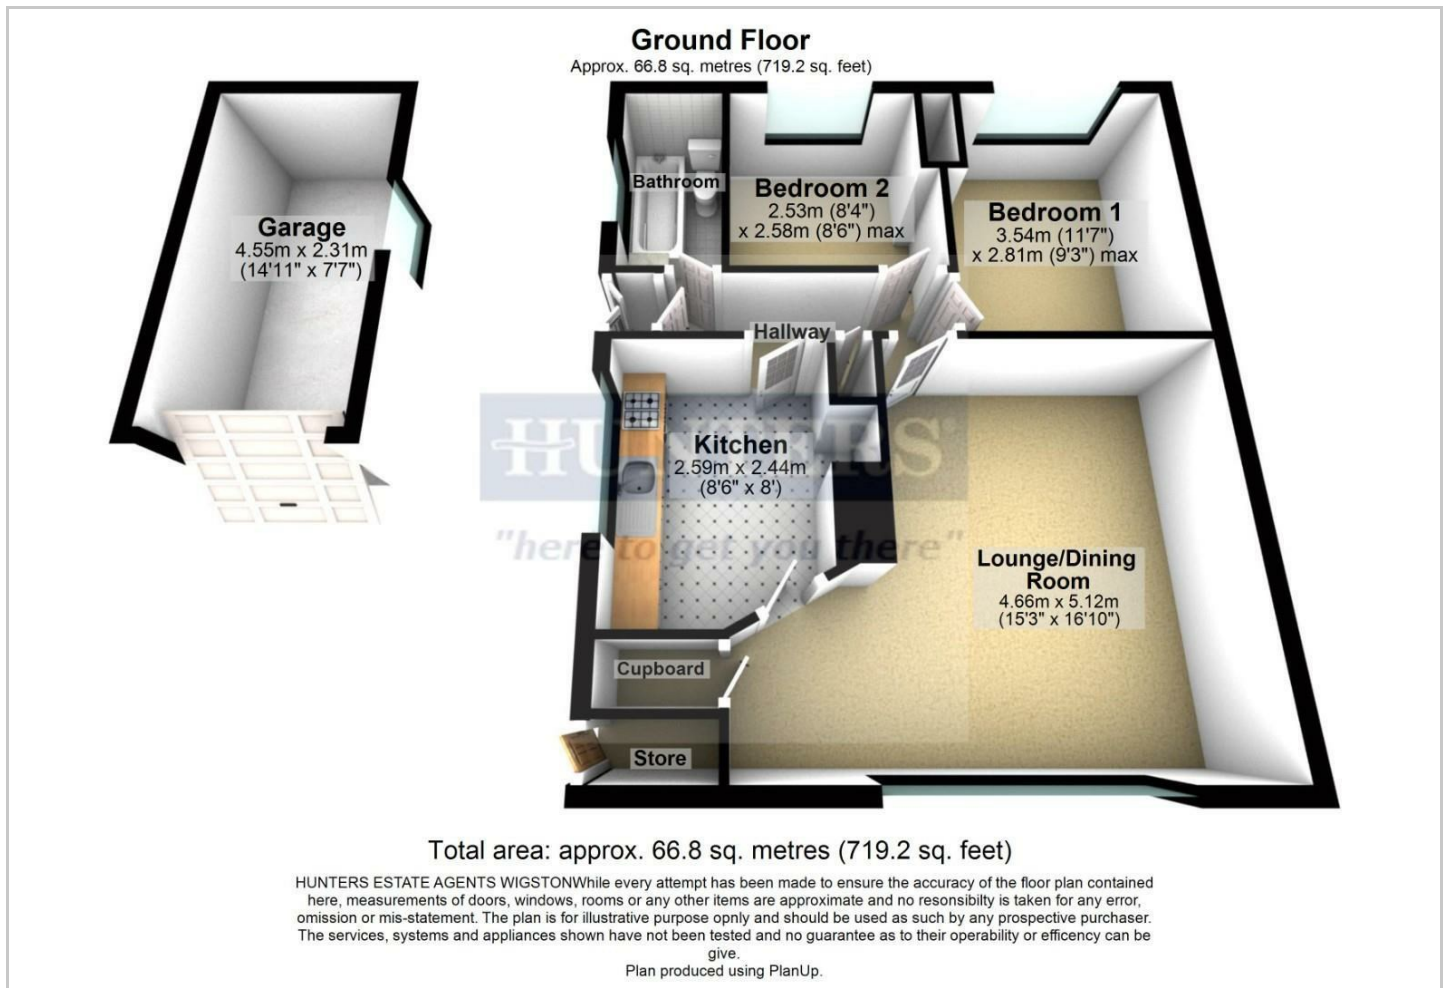 Ground Floor
Approx. 66.8 sq. metres (719.2 sq. feet)
Garage
4.55m x 2.31m
(14'11" x 7'7")
Bathroom
Bedroom 2
2.53m (8'4")
x 2.58m (8'6") max
Bedroom 1
3.54m (11'7")
x 2.81m (9'3") max
Hallway
HUNTERS
"here to get you there"
Kitchen
2.59m x 2.44m
(8'6" x 8')
Lounge/Dining
Room
4.66m x 5.12m
(15'3" x 16'10")
Cupboard
Store
Total area: approx. 66.8 sq. metres (719.2 sq. feet)
HUNTERS ESTATE AGENTS WIGSTONWhile every attempt has been made to ensure the accuracy of the floor plan contained
here, measurements of doors, windows, rooms or any other items are approximate and no resonsibilty is taken for any error,
omission or mis-statement. The plan is for illustrative purpose opnly and should be used as such by any prospective purchaser.
The services, systems and appliances shown have not been tested and no guarantee as to their operability or efficency can be
give.
Plan produced using PlanUp.